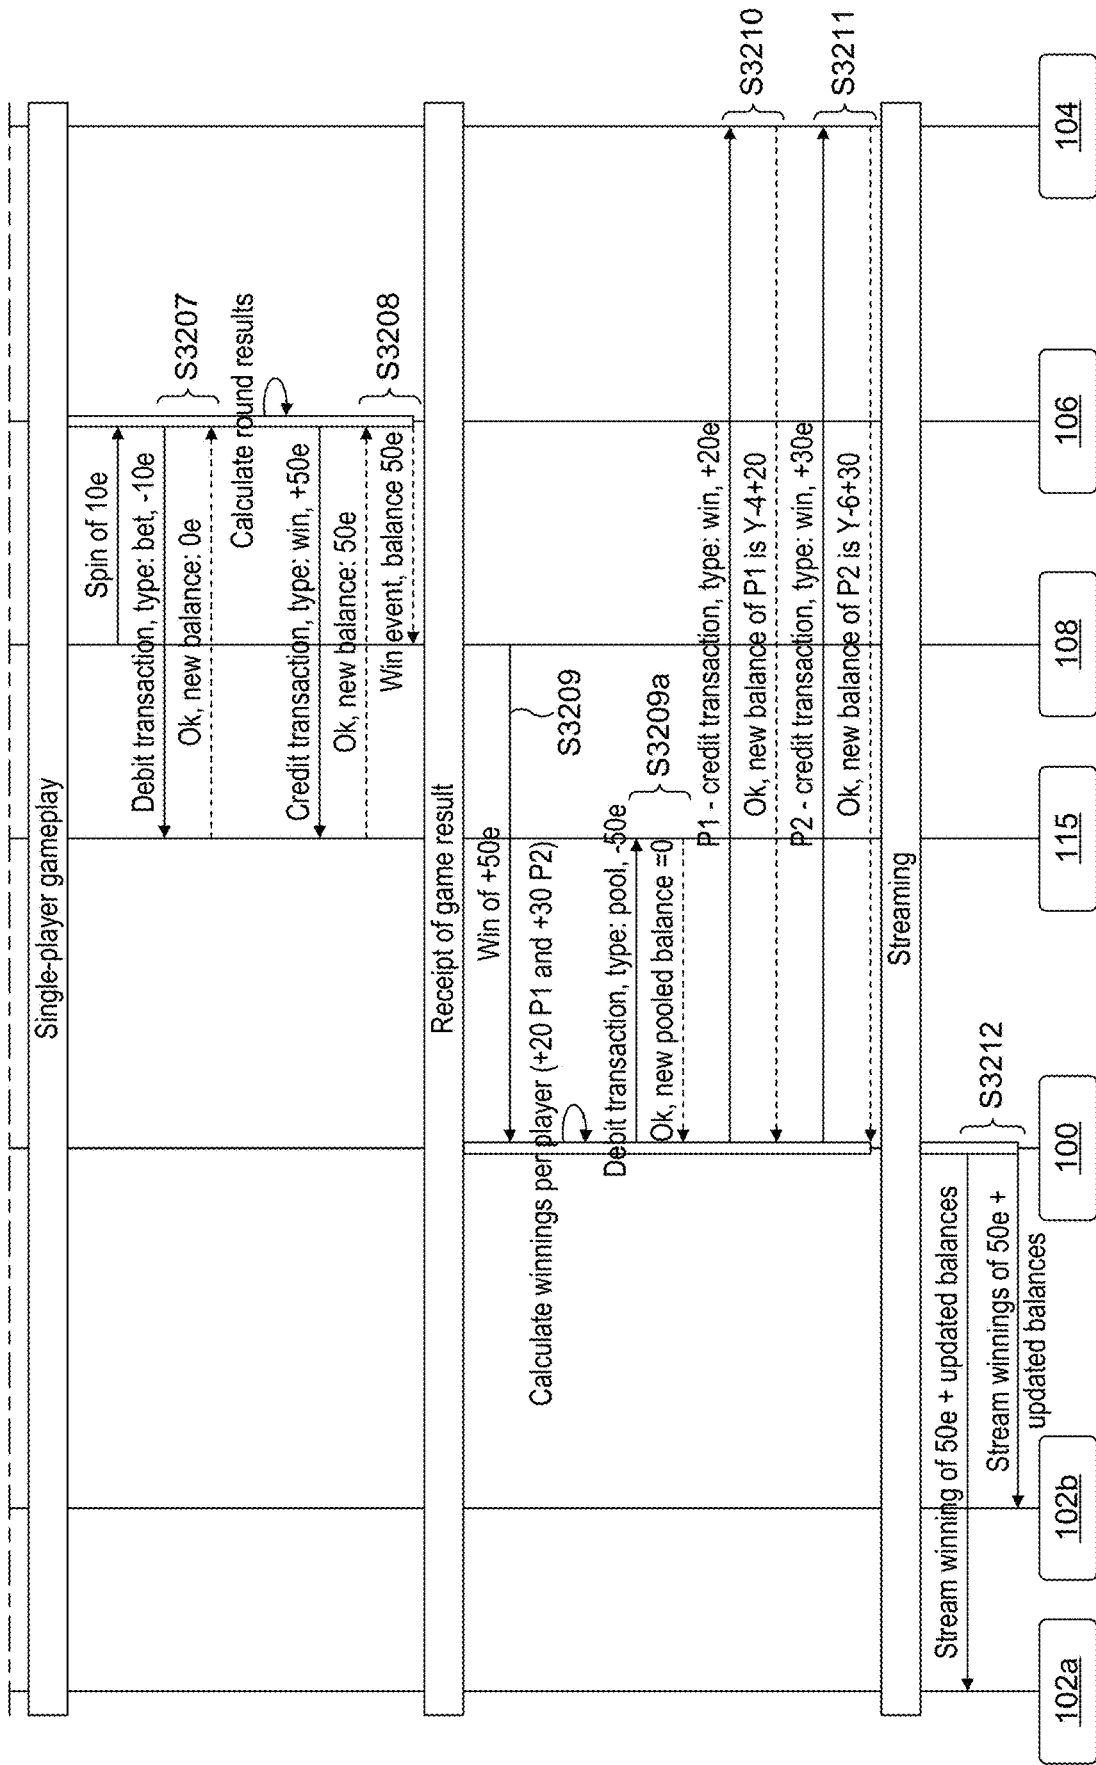 Single-player gameplay
Spin of 10e
Debit transaction, type: bet, -10e
Ok, new balance: 0e
S3207
Calculate round results
Credit transaction, type: win, +50e
Ok, new balance: 50e
S3208
Win event, balance 50e
Receipt of game result
Win of +50e
S3209
Calculate winnings per player (+20 P1 and +30 P2)
Debit transaction, type: pool, -50e
Ok, new pooled balance =0
S3209a
P1 - credit transaction, type: win, +20e
Ok, new balance of P1 is Y-4+20
S3210
P2 - credit transaction, type: win, +30e
Ok, new balance of P2 is Y-6+30
S3211
Streaming
Stream winning of 50e + updated balances
S3212
Stream winnings of 50e +
updated balances
102a
102b
100
115
108
106
104